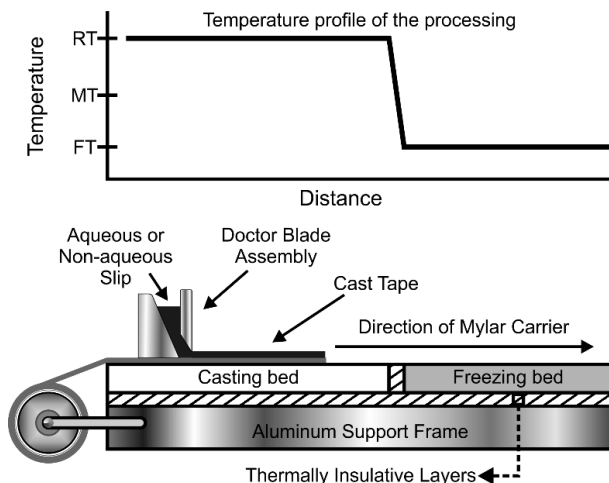 Temperature profile of the processing
RT
MT
FT
Temperature
Distance
Aqueous or
Non-aqueous
Slip
Doctor Blade
Assembly
Cast Tape
Direction of Mylar Carrier
Casting bed
Freezing bed
Aluminum Support Frame
Thermally Insulative Layers